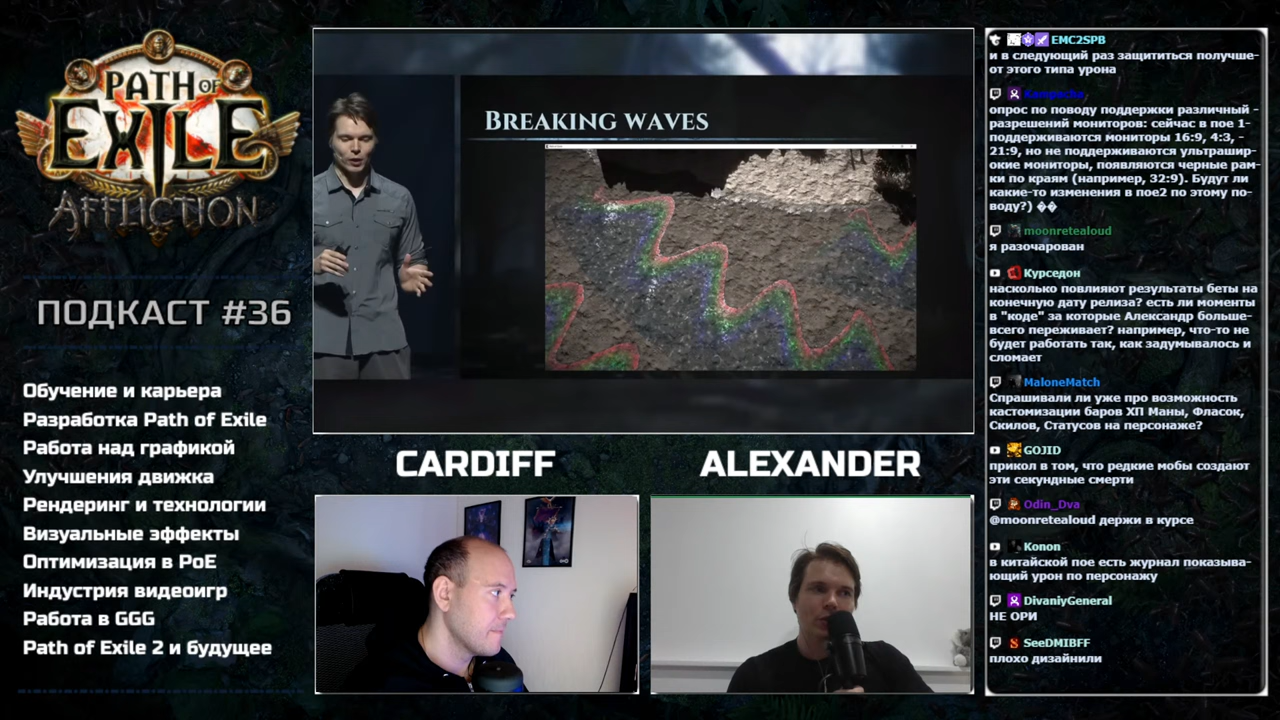 PATH OF
EXILE
AFFLICTION
ПОДКАСТ #36
Обучение и карьера
Разработка Path of Exile
Работа над графикой
Улучшения движка
Рендеринг и технологии
Визуальные эффекты
Оптимизация в PoE
Индустрия видеоигр
Работа в GGG
Path of Exile 2 и будущее
BREAKING WAVES
CARDIFF
ALEXANDER
EMC2SPB
и в следующий раз защититься получше-
от этого типа урона
Kampacha
опрос по поводу поддержки различный -
разрешений мониторов: сейчас в пое 1-
поддерживаются мониторы 16:9, 4:3, -
21:9, но не поддерживаются ультрашир-
окие мониторы, появляются черные рам-
ки по краям (например, 32:9). Будут ли
какие-то изменения в пое2 по этому по-
воду?) ��
moonretealoud
я разочарован
Курседон
насколько повлияют результаты беты на
конечную дату релиза? есть ли моменты
в "коде" за которые Александр больше-
всего переживает? например, что-то не
будет работать так, как задумывалось и
сломает
MaloneMatch
Спрашивали ли уже про возможность
кастомизации баров ХП Маны, Фласок,
Скилов, Статусов на персонаже?
GOJID
прикол в том, что редкие мобы создают
эти секундные смерти
Odin_Dva
@moonretealoud держи в курсе
Konon
в китайской пое есть журнал показыва-
ющий урон по персонажу
DivaniyGeneral
НЕ ОРИ
SeeDMIBFF
плохо дизайнили